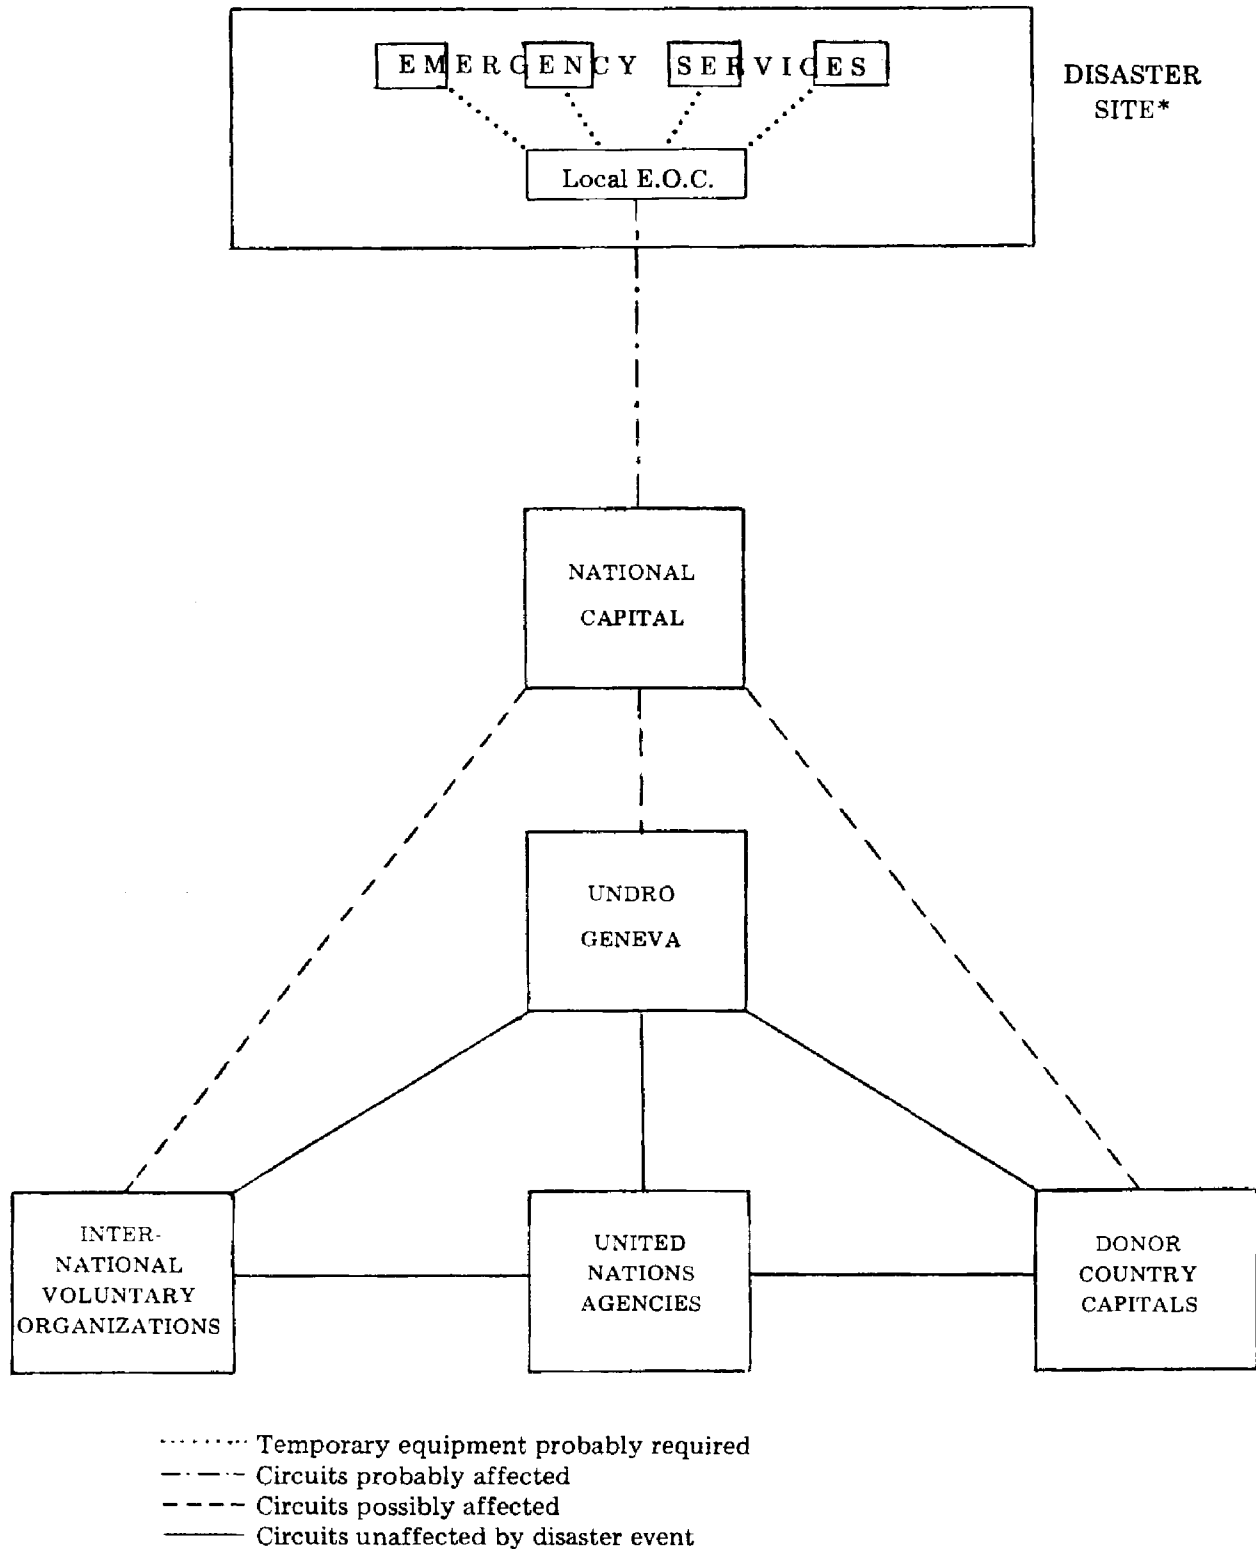 EMERGENCY SERVICES
DISASTER
SITE*
Local E.O.C.
NATIONAL
CAPITAL
UNDRO
GENEVA
INTER-
NATIONAL
VOLUNTARY
ORGANIZATIONS
UNITED
NATIONS
AGENCIES
DONOR
COUNTRY
CAPITALS
Temporary equipment probably required
Circuits probably affected
Circuits possibly affected
Circuits unaffected by disaster event